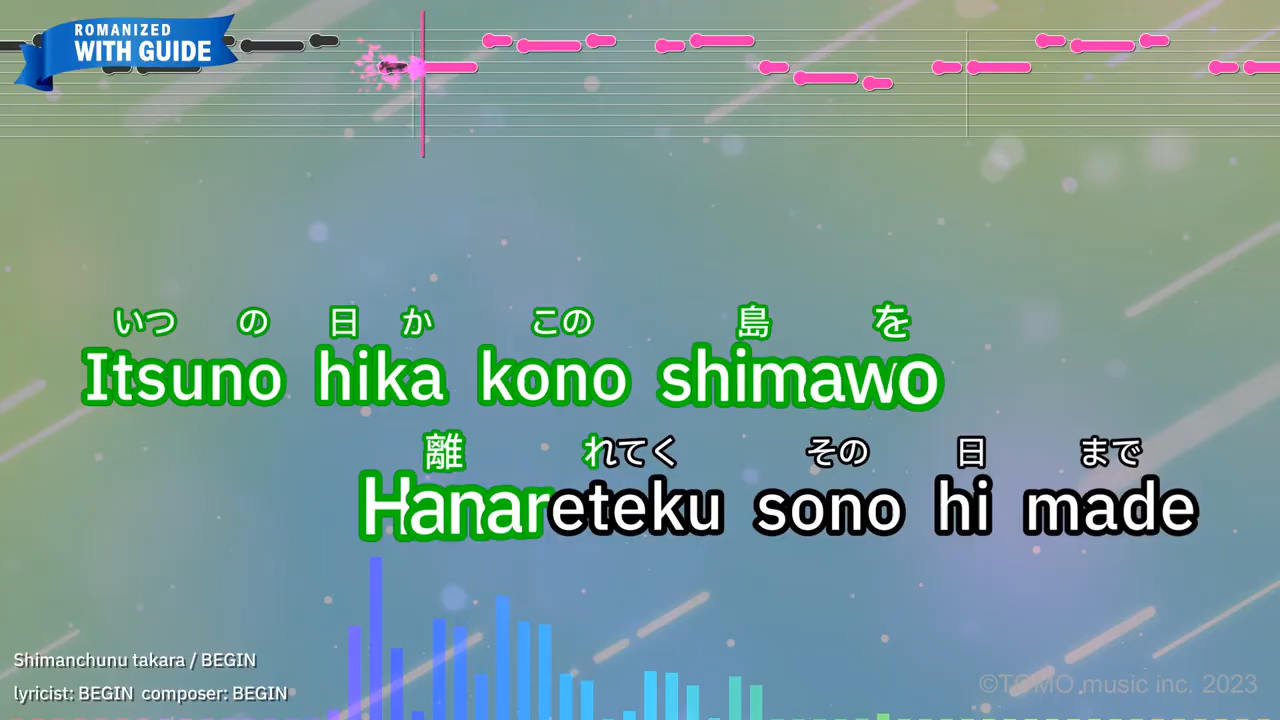 ROMANIZED
WITH GUIDE
いつ の 日 か この 島 を
Itsuno hika kono shimawo
離 れてく その 日 まで
Hanareteku sono hi made
Shimanchunu takara / BEGIN
lyricist: BEGIN composer: BEGIN
©TOMO music inc. 2023